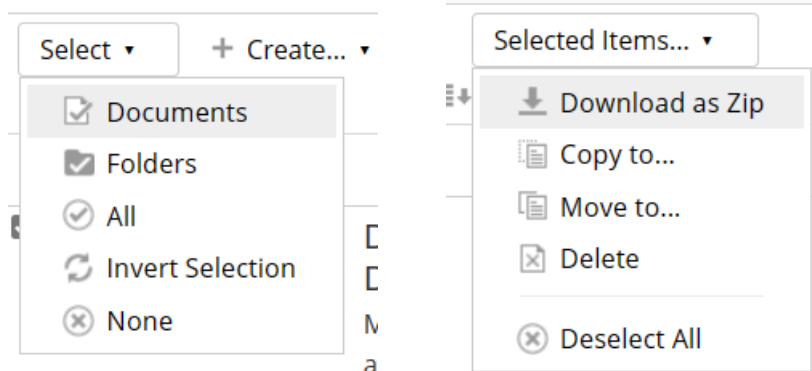 Select ▾
+ Create... ▾
Documents
Folders
All
Invert Selection
None
D
D
M
a
Selected Items... ▾
Download as Zip
Copy to...
Move to...
Delete
Deselect All